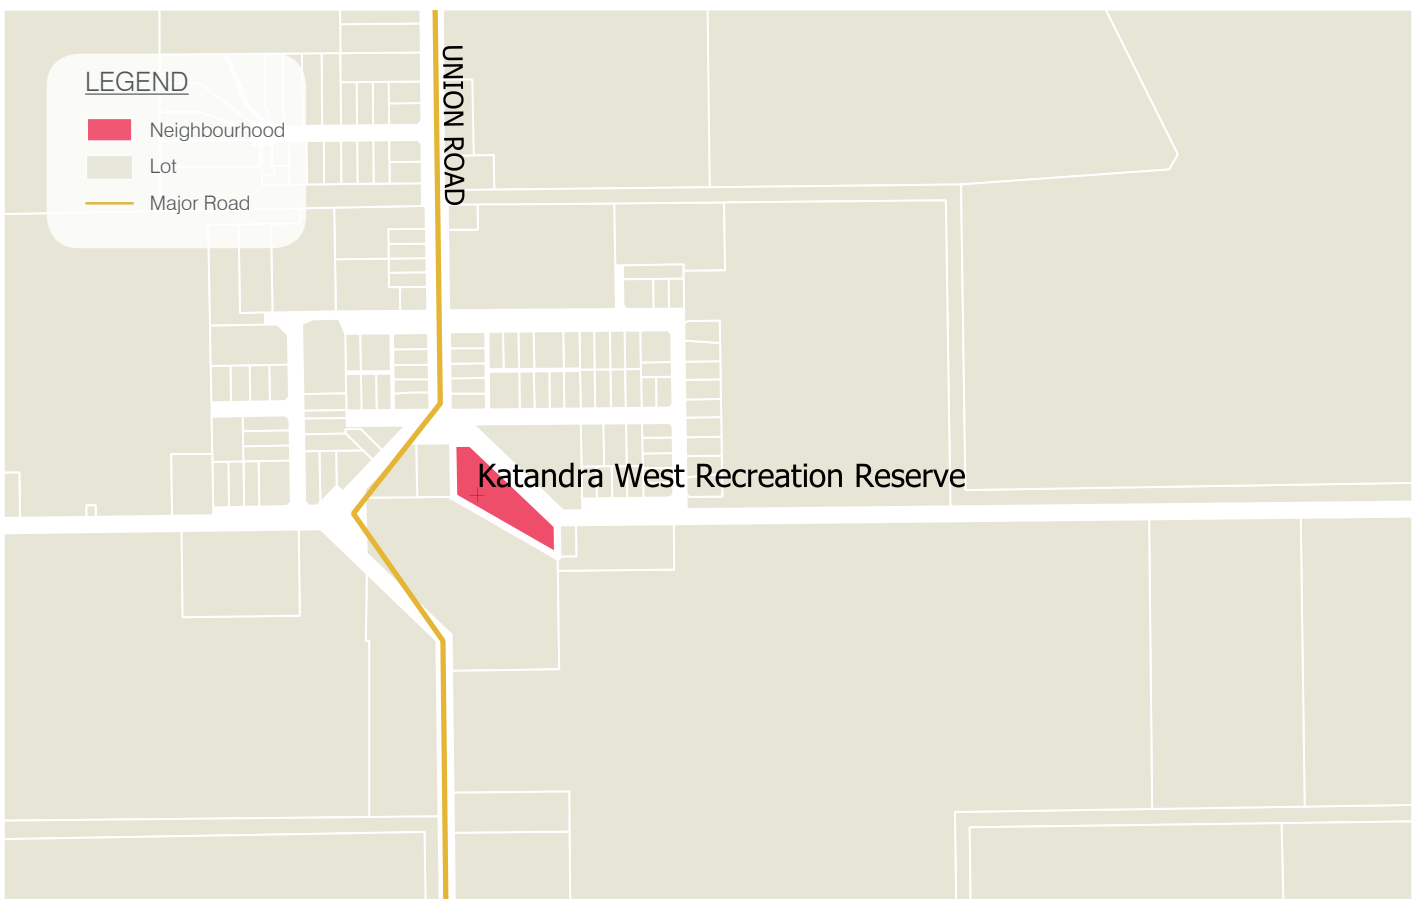 LEGEND
Neighbourhood
Lot
Major Road
UNION ROAD
Katandra West Recreation Reserve